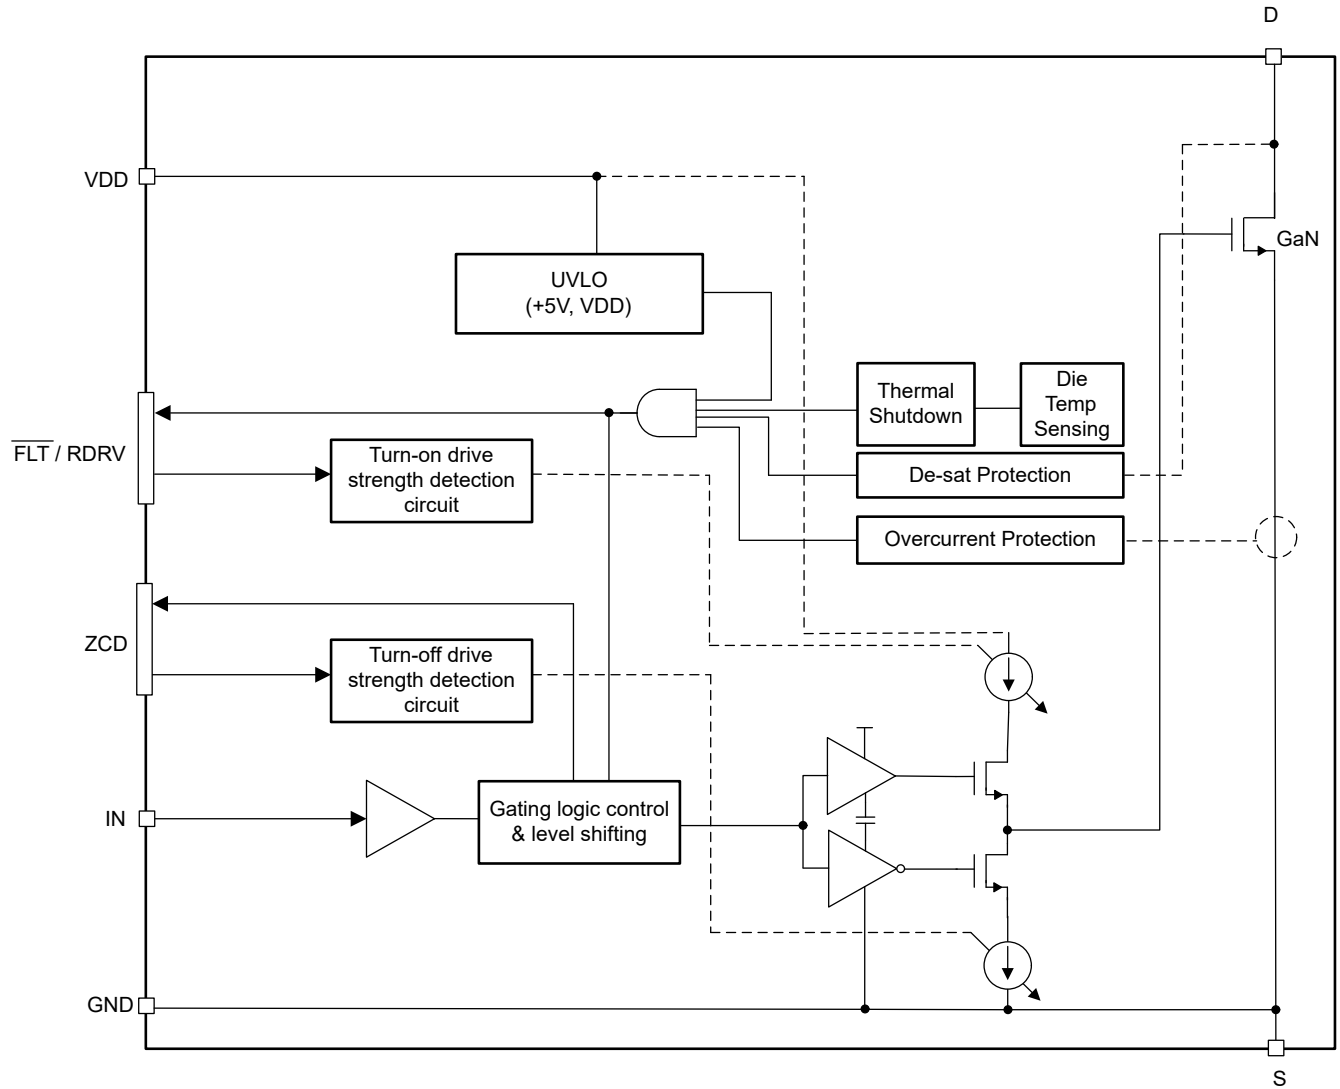 D
VDD
GaN
UVLO
(+5V, VDD)
Thermal
Shutdown
Die
Temp
Sensing
FLT / RDRV
Turn-on drive
strength detection
circuit
De-sat Protection
Overcurrent Protection
ZCD
Turn-off drive
strength detection
circuit
IN
Gating logic control
& level shifting
GND
S